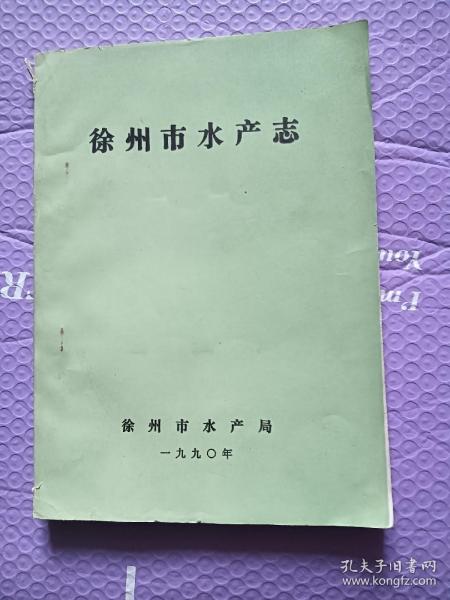 徐州市水产志
I'm
You
R
徐州市水产局
一九九〇年
孔夫子旧书网
www.kongfz.com